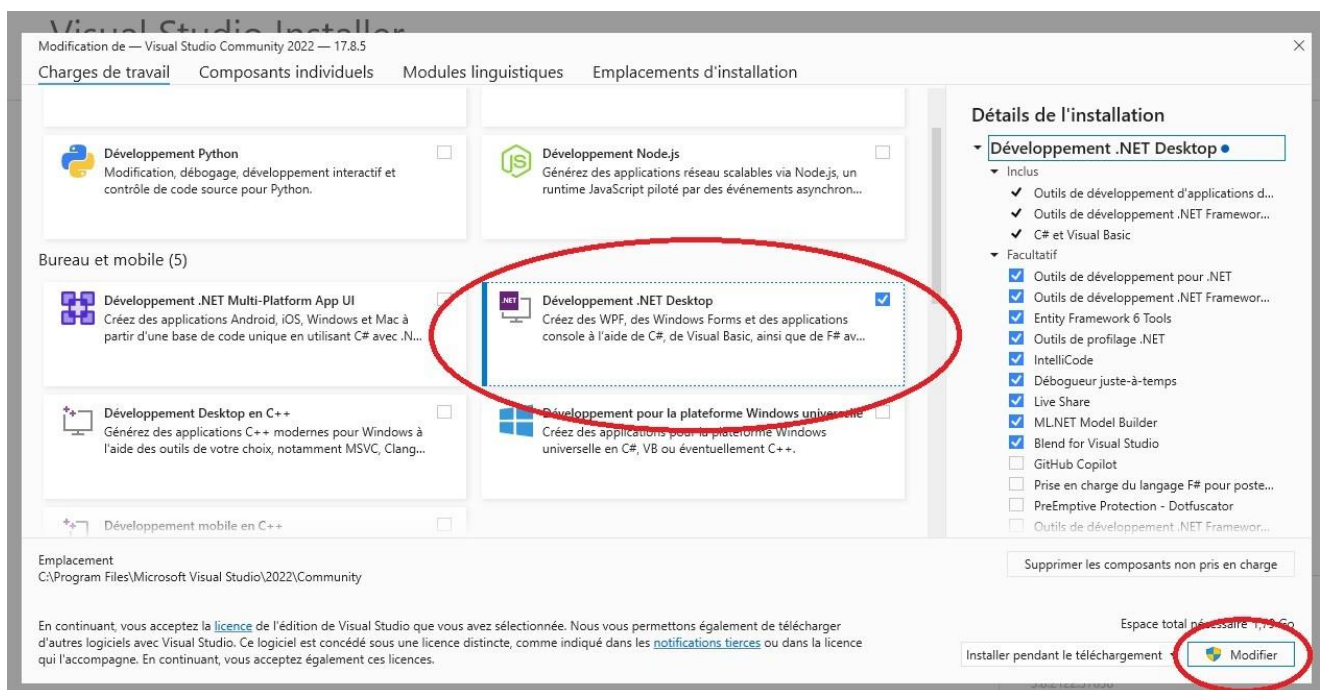 Visual Studio Installer
Modification de — Visual Studio Community 2022 — 17.8.5
Charges de travail
Composants individuels
Modules linguistiques
Emplacements d'installation
Développement Python
Modification, débogage, développement interactif et
contrôle de code source pour Python.
JS
Développement Node.js
Générez des applications réseau scalables via Node.js, un
runtime JavaScript piloté par des événements asynchron...
Bureau et mobile (5)
Développement .NET Multi-Platform App UI
Créez des applications Android, iOS, Windows et Mac à
partir d'une base de code unique en utilisant C# avec .N...
.NET
Développement .NET Desktop
Créez des WPF, des Windows Forms et des applications
console à l'aide de C#, de Visual Basic, ainsi que de F# av...
Développement Desktop en C++
Générez des applications C++ modernes pour Windows à
l'aide des outils de votre choix, notamment MSVC, Clang...
Développement pour la plateforme Windows universelle
Créez des applications pour la plateforme Windows
universelle en C#, VB ou éventuellement C++.
Développement mobile en C++
Détails de l'installation
Développement .NET Desktop
Inclus
Outils de développement d'applications d...
Outils de développement .NET Framewor...
C# et Visual Basic
Facultatif
Outils de développement pour .NET
Outils de développement .NET Framewor...
Entity Framework 6 Tools
Outils de profilage .NET
IntelliCode
Débogueur juste-à-temps
Live Share
ML.NET Model Builder
Blend for Visual Studio
GitHub Copilot
Prise en charge du langage F# pour poste...
PreEmptive Protection - Dotfuscator
Outils de développement .NET Framewor...
Emplacement
C:\Program Files\Microsoft Visual Studio\2022\Community
Supprimer les composants non pris en charge
En continuant, vous acceptez la licence de l'édition de Visual Studio que vous avez sélectionnée. Nous vous permettons également de télécharger
d'autres logiciels avec Visual Studio. Ce logiciel est concédé sous une licence distincte, comme indiqué dans les notifications tierces ou dans la licence
qui l'accompagne. En continuant, vous acceptez également ces licences.
Espace total nécessaire 1,79 Go
Installer pendant le téléchargement
Modifier